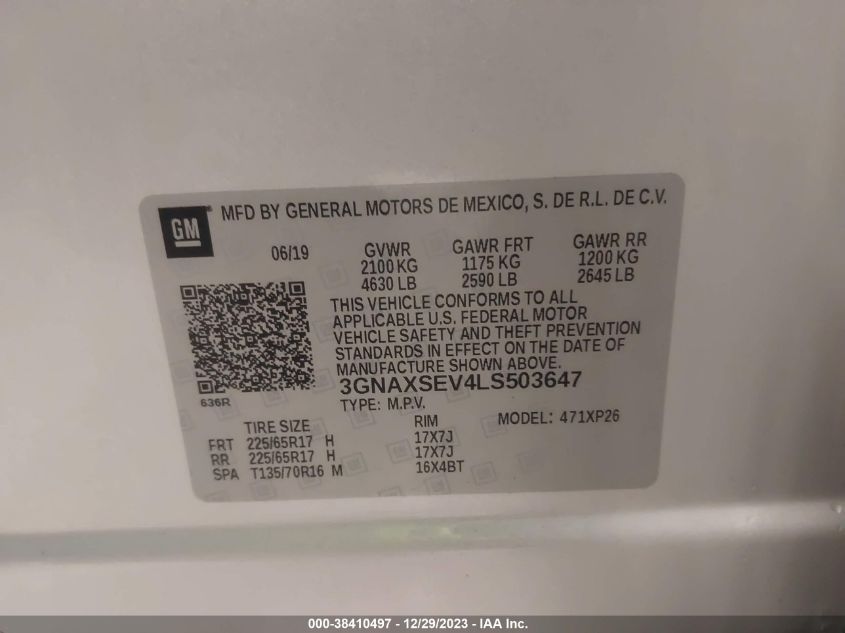 GM
MFD BY GENERAL MOTORS DE MEXICO, S. DE R.L. DE C.V.
06/19 GVWR GAWR FRT GAWR RR
2100 KG 1175 KG 1200 KG
4630 LB 2590 LB 2645 LB
THIS VEHICLE CONFORMS TO ALL
APPLICABLE U.S. FEDERAL MOTOR
VEHICLE SAFETY AND THEFT PREVENTION
STANDARDS IN EFFECT ON THE DATE OF
MANUFACTURE SHOWN ABOVE.
3GNAXSEV4LS503647
636R
TYPE: M.P.V. MODEL: 471XP26
TIRE SIZE RIM
FRT 225/65R17 H 17X7J
RR 225/65R17 H 17X7J
SPA T135/70R16 M 16X4BT
000-38410497 - 12/29/2023 - IAA Inc.